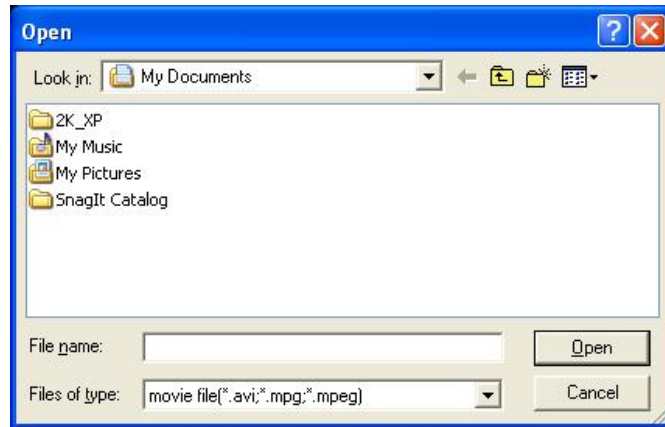 Open
Look in: My Documents
2K_XP
My Music
My Pictures
SnagIt Catalog
File name: Open
Files of type: movie file(*.avi;*.mpg;*.mpeg) Cancel